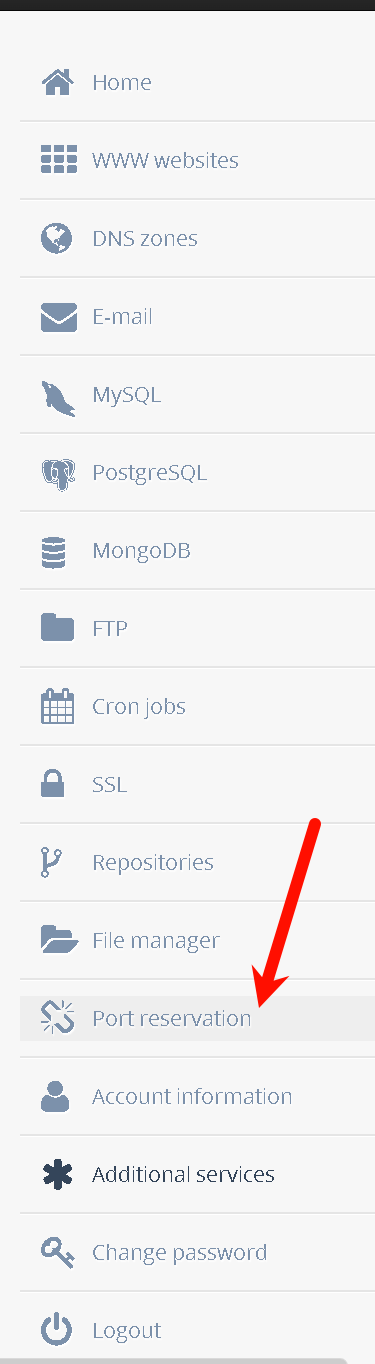 Home
WWW websites
DNS zones
E-mail
MySQL
PostgreSQL
MongoDB
FTP
Cron jobs
SSL
Repositories
File manager
Port reservation
Account information
Additional services
Change password
Logout